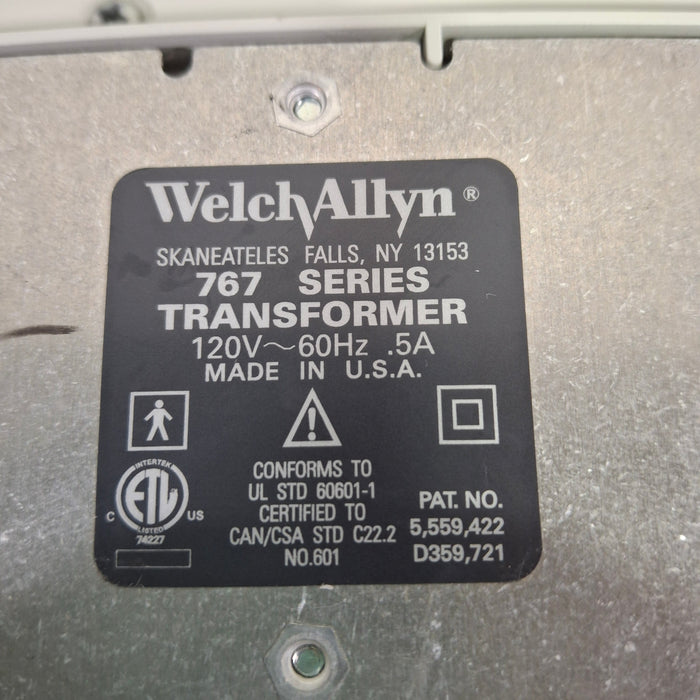 WelchAllyn®
SKANEATELES FALLS, NY 13153
767 SERIES
TRANSFORMER
120V~60Hz .5A
MADE IN U.S.A.
INTERTEK
ETL
C US
LISTED
74227
CONFORMS TO
UL STD 60601-1
CERTIFIED TO
CAN/CSA STD C22.2
NO.601
PAT. NO.
5,559,422
D359,721